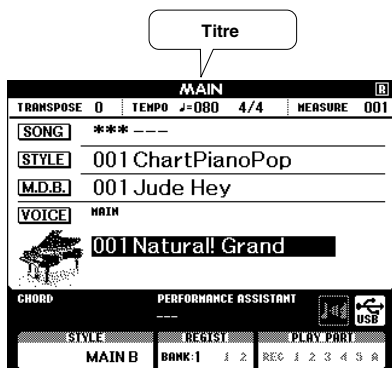 Titre
MAIN R
TRANSPOSE 0 TEMPO ♩=080 4/4 MEASURE 001
SONG *** ---
STYLE 001 ChartPianoPop
M.D.B. 001 Jude Hey
VOICE MAIN
001 Natural! Grand
CHORD PERFORMANCE ASSISTANT
--- USB
STYLE REGIST PLAY PART
MAIN B BANK:1 1 2 REC 1 2 3 4 5 A